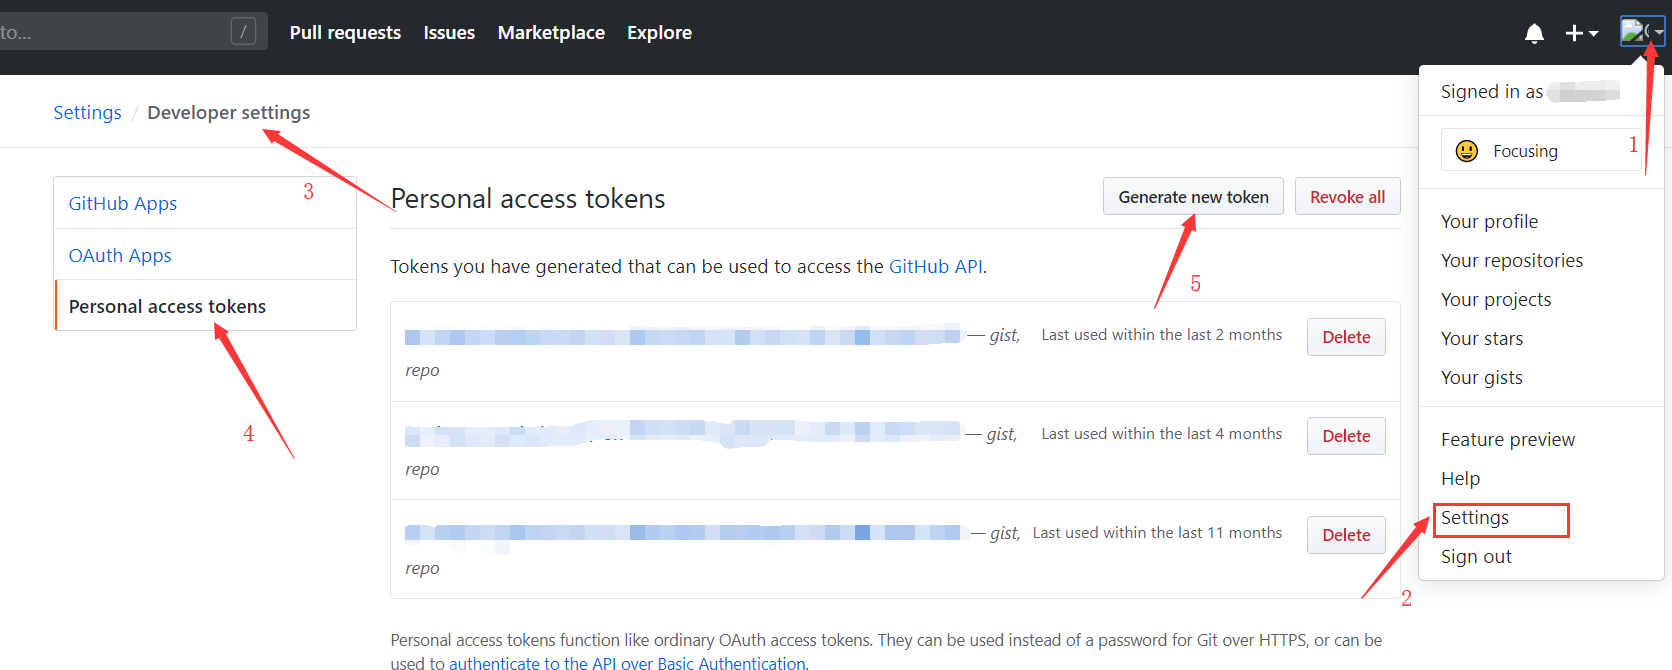 to... /
Pull requests Issues Marketplace Explore
Signed in as
Focusing
1
Your profile
Your repositories
Your projects
Your stars
Your gists
Feature preview
Help
Settings
Sign out
2
Settings / Developer settings
3
GitHub Apps
OAuth Apps
Personal access tokens
4
Personal access tokens
Generate new token
Revoke all
5
Tokens you have generated that can be used to access the GitHub API.
— gist, Last used within the last 2 months Delete
repo
— gist, Last used within the last 4 months Delete
repo
— gist, Last used within the last 11 months Delete
repo
Personal access tokens function like ordinary OAuth access tokens. They can be used instead of a password for Git over HTTPS, or can be
used to authenticate to the API over Basic Authentication.